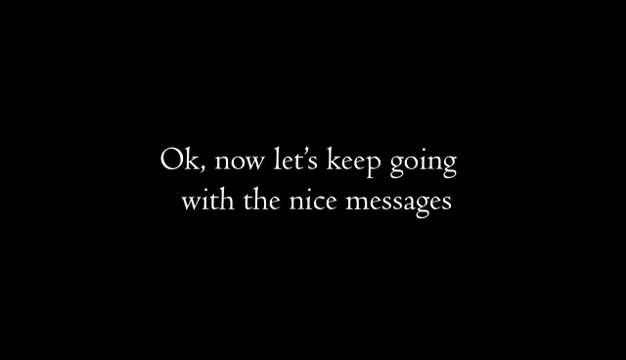 Ok, now let’s keep going
with the nice messages